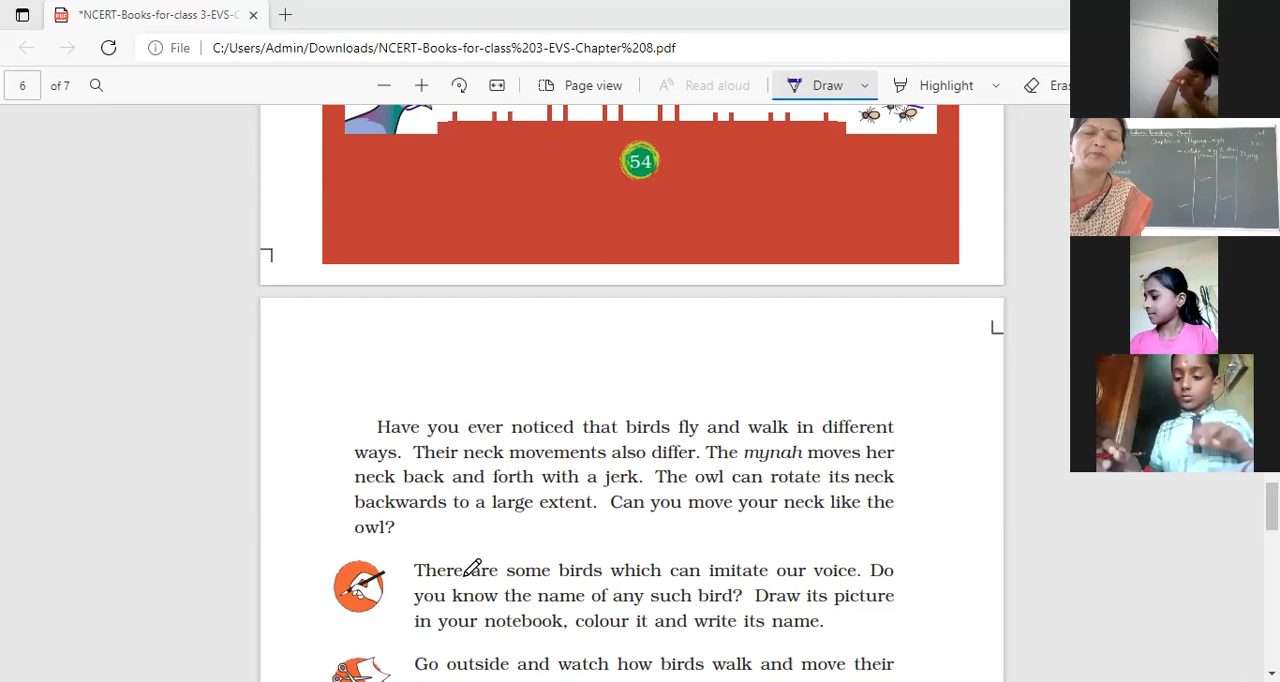 *NCERT-Books-for-class 3-EVS-C
File
C:/Users/Admin/Downloads/NCERT-Books-for-class%203-EVS-Chapter%208.pdf
6 of 7
Page view
Read aloud
Draw
Highlight
Eras
54
Have you ever noticed that birds fly and walk in different
ways. Their neck movements also differ. The mynah moves her
neck back and forth with a jerk. The owl can rotate its neck
backwards to a large extent. Can you move your neck like the
owl?
There are some birds which can imitate our voice. Do
you know the name of any such bird? Draw its picture
in your notebook, colour it and write its name.
Go outside and watch how birds walk and move their